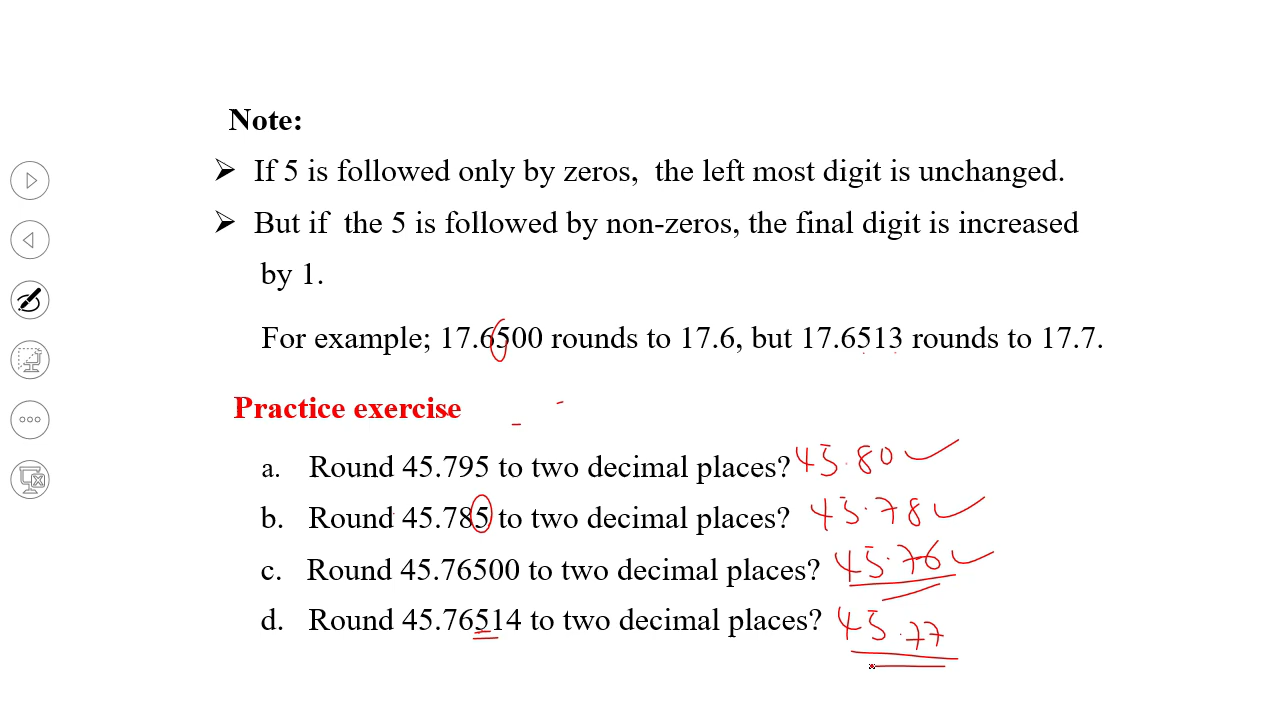 Note:
➢ If 5 is followed only by zeros, the left most digit is unchanged.
➢ But if the 5 is followed by non-zeros, the final digit is increased
by 1.
For example; 17.6500 rounds to 17.6, but 17.6513 rounds to 17.7.
Practice exercise
a. Round 45.795 to two decimal places? 45.80
b. Round 45.785 to two decimal places? 45.78
c. Round 45.76500 to two decimal places? 45.76
d. Round 45.76514 to two decimal places? 45.77